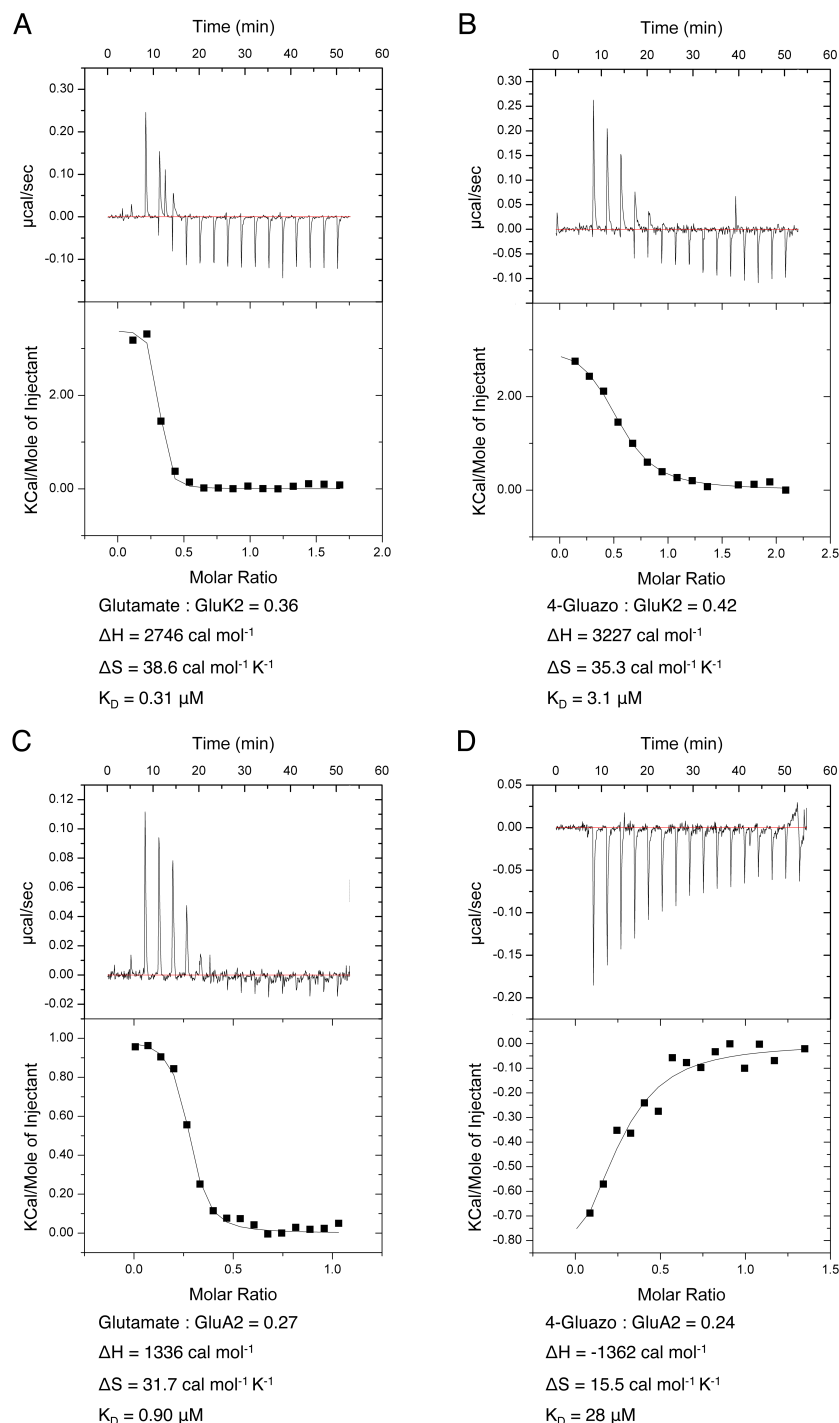 A
Time (min)
0 10 20 30 40 50 60
0.30
0.20
0.10
0.00
-0.10
µcal/sec
2.00
0.00
KCal/Mole of Injectant
0.0 0.5 1.0 1.5 2.0
Molar Ratio
Glutamate : GluK2 = 0.36
ΔH = 2746 cal mol⁻¹
ΔS = 38.6 cal mol⁻¹ K⁻¹
K_D = 0.31 µM
B
Time (min)
0 10 20 30 40 50 60
0.30
0.25
0.20
0.15
0.10
0.05
0.00
-0.05
-0.10
µcal/sec
2.00
0.00
KCal/Mole of Injectant
0.0 0.5 1.0 1.5 2.0 2.5
Molar Ratio
4-Gluazo : GluK2 = 0.42
ΔH = 3227 cal mol⁻¹
ΔS = 35.3 cal mol⁻¹ K⁻¹
K_D = 3.1 µM
C
Time (min)
0 10 20 30 40 50 60
0.12
0.10
0.08
0.06
0.04
0.02
0.00
-0.02
µcal/sec
1.00
0.80
0.60
0.40
0.20
0.00
KCal/Mole of Injectant
0.0 0.5 1.0
Molar Ratio
Glutamate : GluA2 = 0.27
ΔH = 1336 cal mol⁻¹
ΔS = 31.7 cal mol⁻¹ K⁻¹
K_D = 0.90 µM
D
Time (min)
0 10 20 30 40 50 60
0.05
0.00
-0.05
-0.10
-0.15
-0.20
µcal/sec
0.00
-0.10
-0.20
-0.30
-0.40
-0.50
-0.60
-0.70
-0.80
KCal/Mole of Injectant
0.0 0.5 1.0 1.5
Molar Ratio
4-Gluazo : GluA2 = 0.24
ΔH = -1362 cal mol⁻¹
ΔS = 15.5 cal mol⁻¹ K⁻¹
K_D = 28 µM